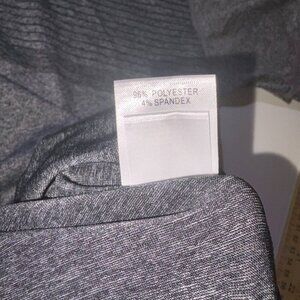 96% POLYESTER
4% SPANDEX